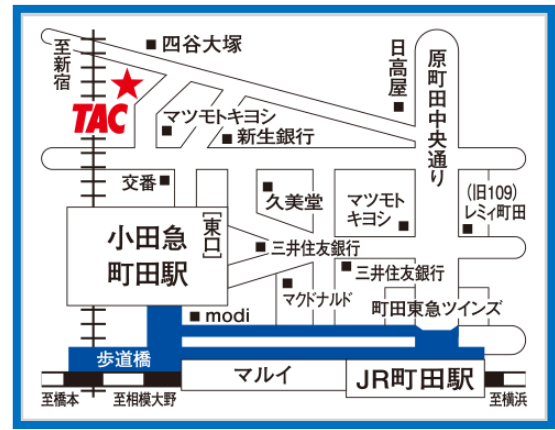 至新宿
四谷大塚
日高屋
原町田中央通り
TAC
マツモトキヨシ
新生銀行
交番
久美堂
マツモト
キヨシ
(旧109)
レミィ町田
小田急
町田駅
[東口]
三井住友銀行
三井住友銀行
マクドナルド
町田東急ツインズ
modi
歩道橋
マルイ
JR町田駅
至橋本
至相模大野
至横浜